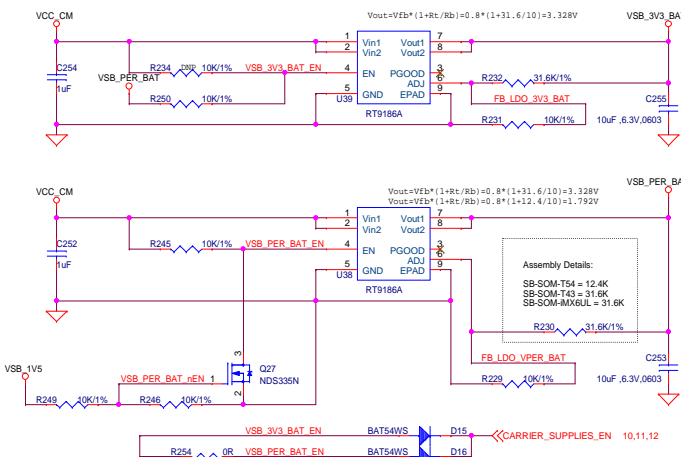 Vout=Vfb*(1+Rt/Rb)=0.8*(1+31.6/10)=3.328V
VCC_CM
VSB_3V3_BA
1 Vin1 Vout1 7
2 Vin2 Vout2 8
C254
1uF
R234 DNP 10K/1% VSB_3V3_BAT_EN 4 EN PGOOD 3
VSB_PER_BAT
ADJ 6
R232 31.6K/1%
R250 10K/1%
5 GND EPAD 9
U39
RT9186A
FB_LDO_3V3_BAT
C255
10uF ,6.3V,0603
R231 10K/1%
Vout=Vfb*(1+Rt/Rb)=0.8*(1+31.6/10)=3.328V
Vout=Vfb*(1+Rt/Rb)=0.8*(1+12.4/10)=1.792V
VCC_CM
VSB_PER_BA
1 Vin1 Vout1 7
2 Vin2 Vout2 8
C252
1uF
R245 10K/1% VSB_PER_BAT_EN 4 EN PGOOD 3
ADJ 6
5 GND EPAD 9
U38
RT9186A
Assembly Details:
SB-SOM-T54 = 12.4K
SB-SOM-T43 = 31.6K
SB-SOM-iMX6UL = 31.6K
R230 31.6K/1%
3
FB_LDO_VPER_BAT
C253
10uF ,6.3V,0603
VSB_1V5
Q27
NDS335N
VSB_PER_BAT_nEN 1
2
R229 10K/1%
R249 10K/1% R246 10K/1%
VSB_3V3_BAT_EN BAT54WS D15
CARRIER_SUPPLIES_EN 10,11,12
R254 0R VSB_PER_BAT_EN BAT54WS D16